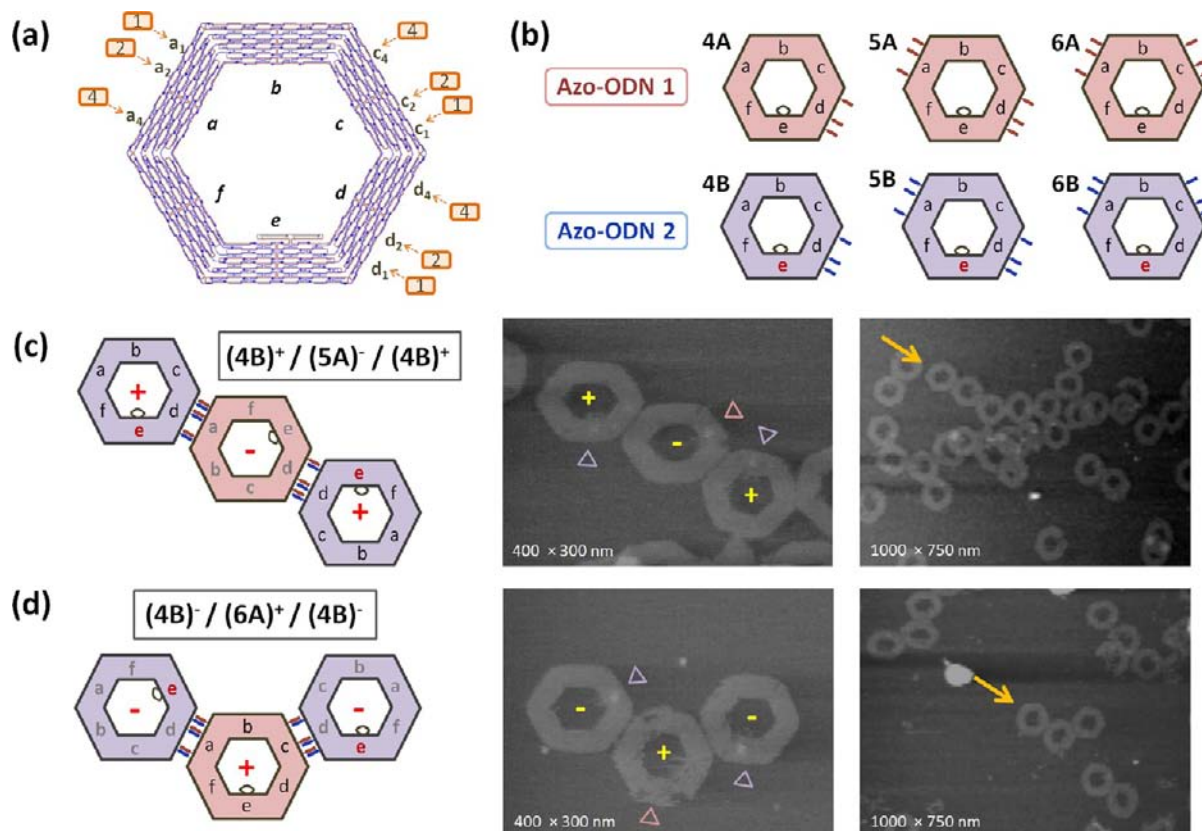 (a)
1
2
4
a1
a2
a4
4
2
1
c4
c2
c1
b
a
c
f
d
e
d4
d2
d1
4
2
1
(b)
Azo-ODN 1
4A
a b c d e f
5A
a b c d e f
6A
a b c d e f
Azo-ODN 2
4B
a b c d e f
5B
a b c d e f
6B
a b c d e f
(c)
(4B)+ / (5A)- / (4B)+
b
a c
+
f d
e
f
a e
-
b d
c
e
d f
+
c a
b
+
-
+
400 × 300 nm
1000 × 750 nm
(d)
(4B)- / (6A)+ / (4B)-
f
a e
-
b d
c
b
a c
+
f d
e
b
c a
-
d f
e
-
+
-
400 × 300 nm
1000 × 750 nm